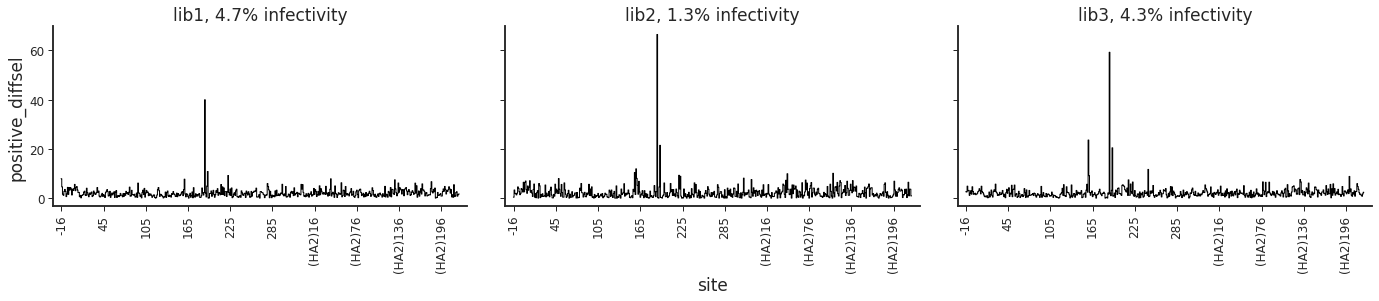 lib1, 4.7% infectivity
lib2, 1.3% infectivity
lib3, 4.3% infectivity
positive_diffsel
60
40
20
0
-16 45 105 165 225 285 (HA2)16 (HA2)76 (HA2)136 (HA2)196
-16 45 105 165 225 285 (HA2)16 (HA2)76 (HA2)136 (HA2)196
-16 45 105 165 225 285 (HA2)16 (HA2)76 (HA2)136 (HA2)196
site